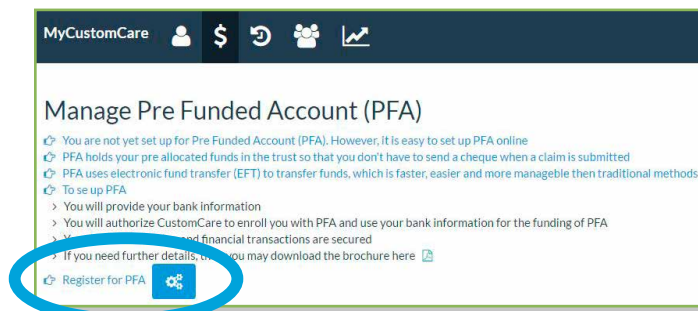 MyCustomCare
Manage Pre Funded Account (PFA)
You are not yet set up for Pre Funded Account (PFA). However, it is easy to set up PFA online
PFA holds your pre allocated funds in the trust so that you don't have to send a cheque when a claim is submitted
PFA uses electronic fund transfer (EFT) to transfer funds, which is faster, easier and more manageble then traditional methods
To se up PFA
> You will provide your bank information
> You will authorize CustomCare to enroll you with PFA and use your bank information for the funding of PFA
> and financial transactions are secured
> If you need further details, you may download the brochure here
Register for PFA